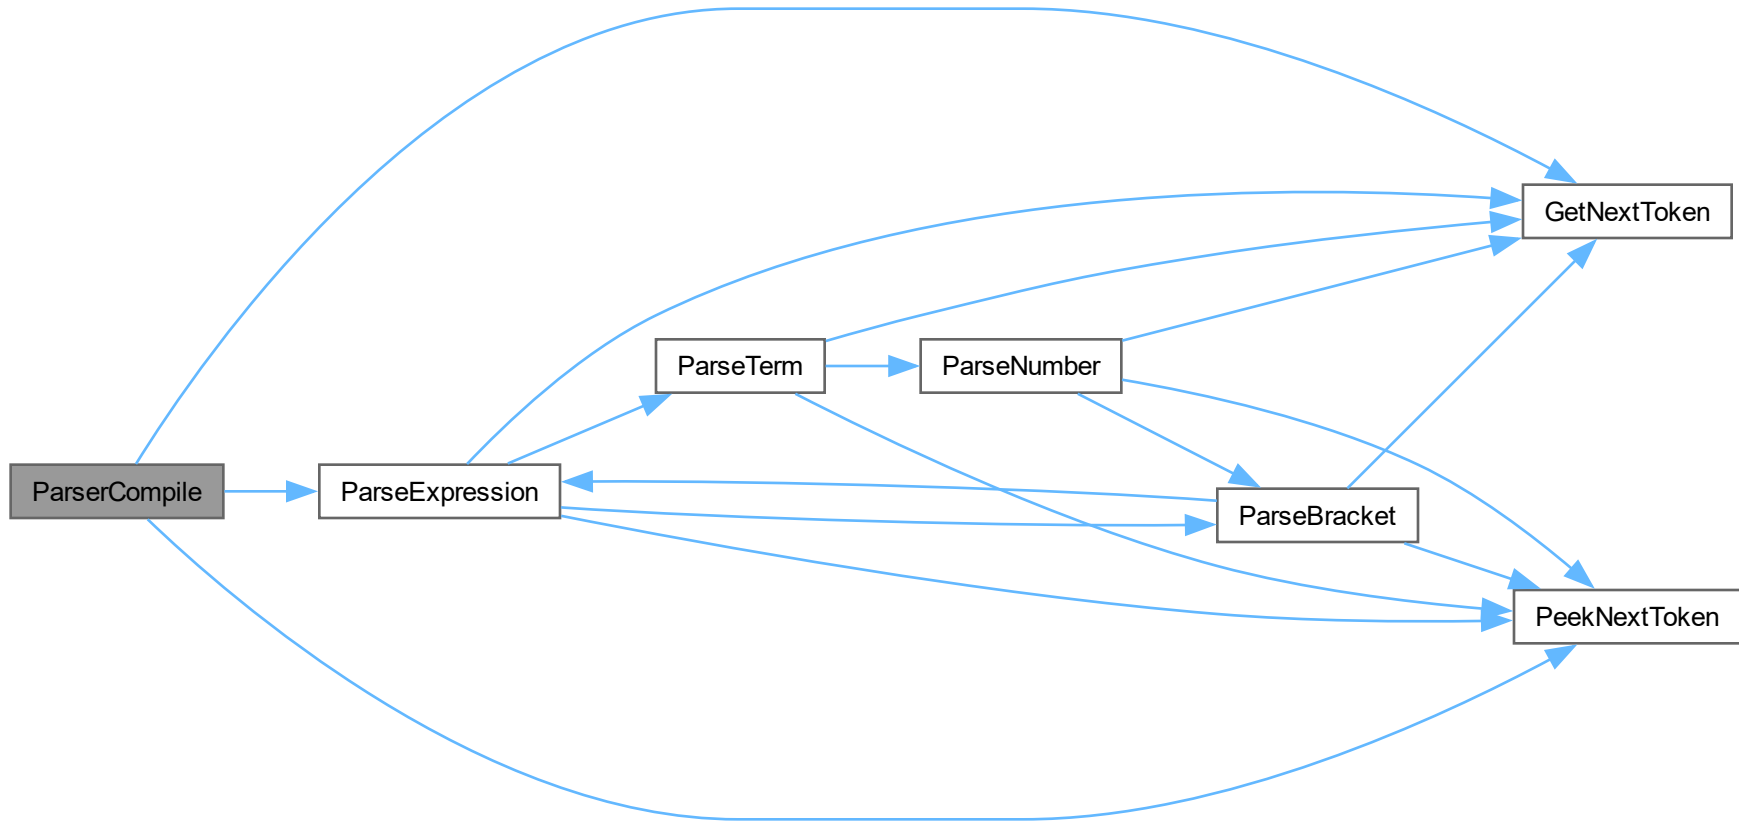 GetNextToken
ParseTerm
ParseNumber
ParserCompile
ParseExpression
ParseBracket
PeekNextToken